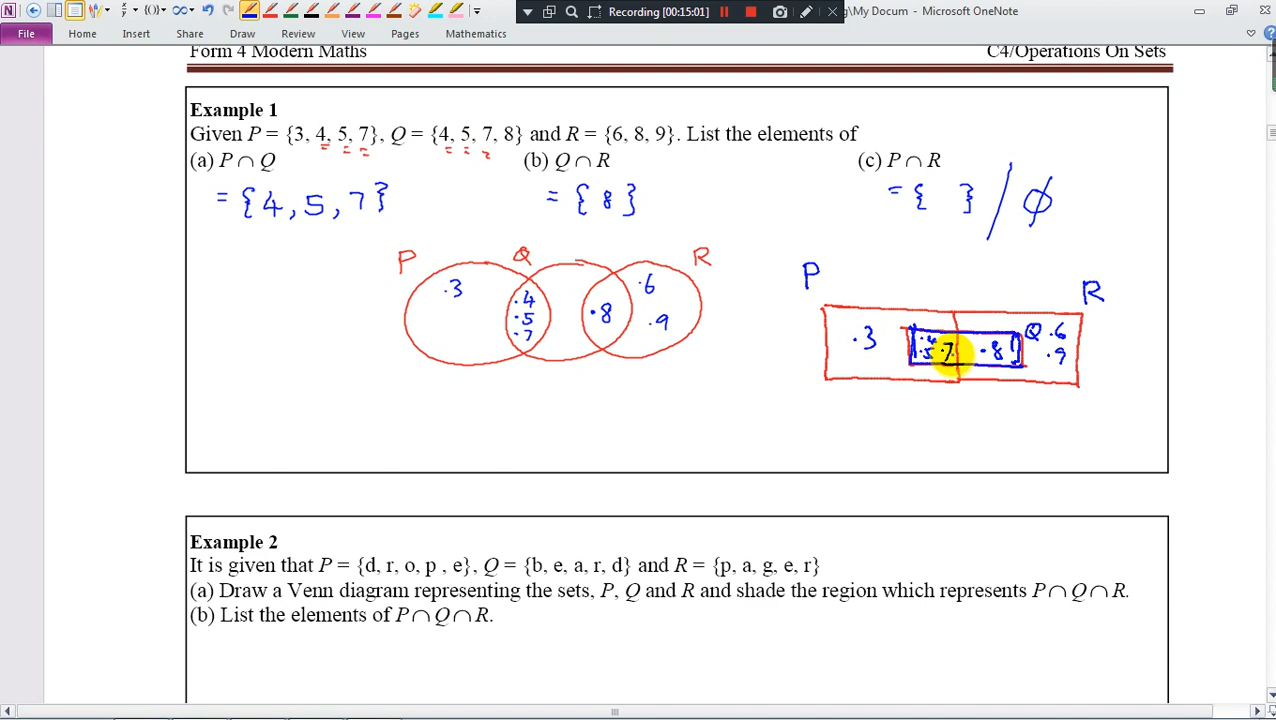 Recording [00:15:01]
g\My Docum - Microsoft OneNote
File Home Insert Share Draw Review View Pages Mathematics
Form 4 Modern Maths C4/Operations On Sets
Example 1
Given P = {3, 4, 5, 7}, Q = {4, 5, 7, 8} and R = {6, 8, 9}. List the elements of
(a) P ∩ Q (b) Q ∩ R (c) P ∩ R
= {4, 5, 7} = { 8 } = { } / ∅
P Q R
.3 .4 .5 .7 .8 .6 .9
P R
.3 .4 .5 .7 .8 Q .6 .9
Example 2
It is given that P = {d, r, o, p , e}, Q = {b, e, a, r, d} and R = {p, a, g, e, r}
(a) Draw a Venn diagram representing the sets, P, Q and R and shade the region which represents P ∩ Q ∩ R.
(b) List the elements of P ∩ Q ∩ R.